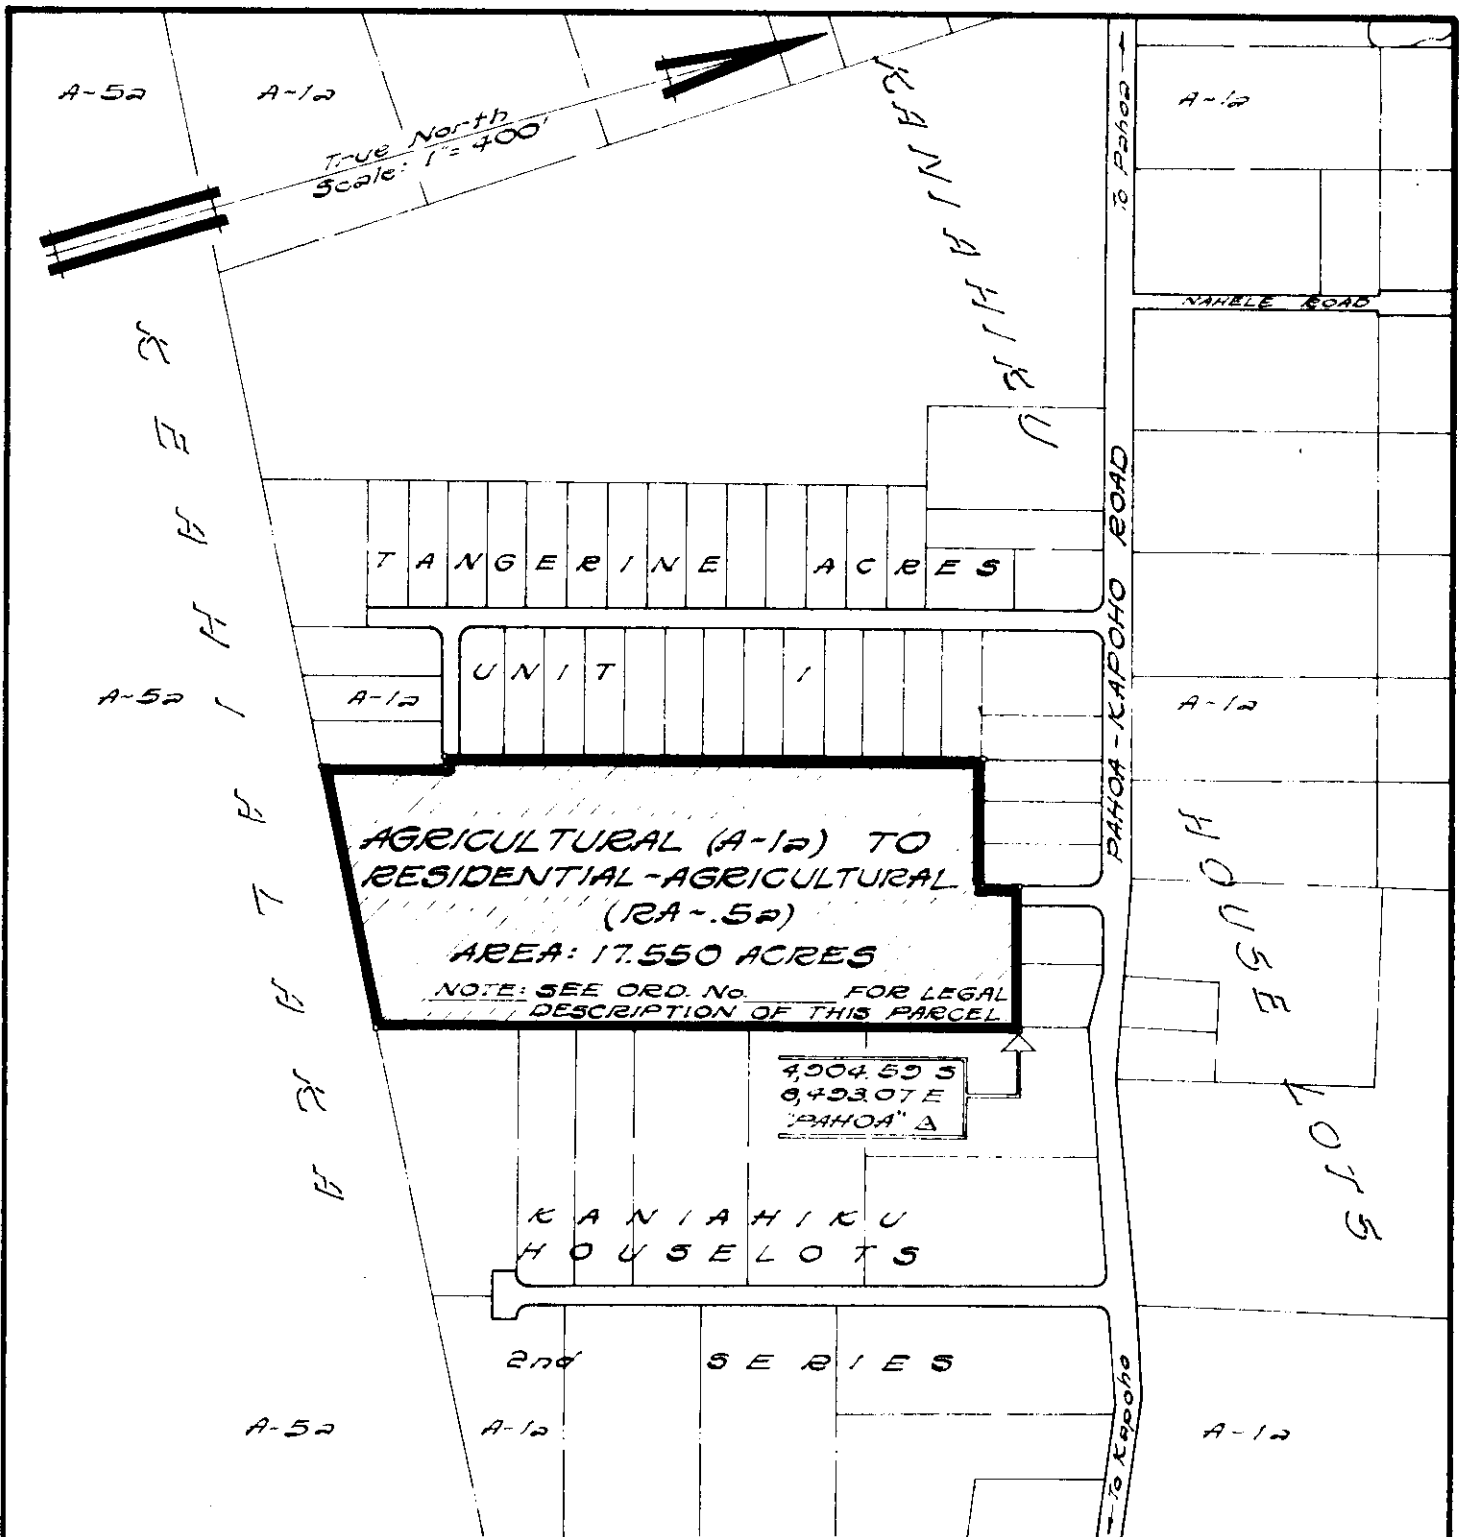 A-5a
A-1a
True North
Scale: 1"= 400'
KANIAHIKU
To Pahoa
A-1a
NAHELE ROAD
KEAHIALAKA
TANGERINE ACRES
UNIT 1
PAHOA-KAPOHO ROAD
A-5a
A-1a
A-1a
HOUSE LOTS
AGRICULTURAL (A-1a) TO
RESIDENTIAL-AGRICULTURAL
(RA-.5a)
AREA: 17.550 ACRES
NOTE: SEE ORD. No. ______ FOR LEGAL
DESCRIPTION OF THIS PARCEL
4,904.59 S
8,493.07 E
"PAHOA" △
KANIAHIKU
HOUSELOTS
2nd SERIES
A-5a
A-1a
To Kapoho
A-1a